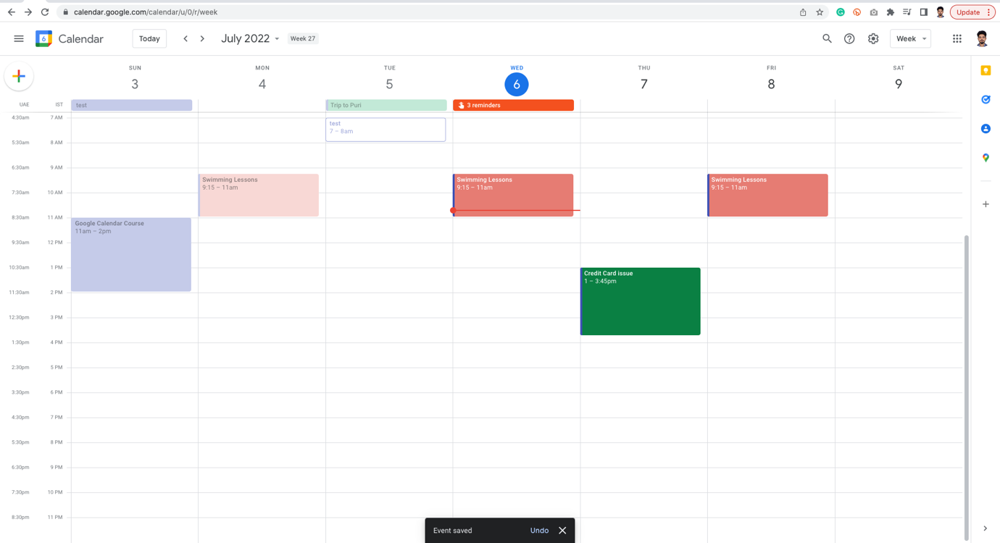 calendar.google.com/calendar/u/0/r/week
Update
Calendar
Today
July 2022
Week 27
Week
SUN
MON
TUE
WED
THU
FRI
SAT
3
4
5
6
7
8
9
UAE
IST
test
Trip to Puri
3 reminders
4:30am
7 AM
test
7 – 8am
5:30am
8 AM
6:30am
9 AM
Swimming Lessons
9:15 – 11am
Swimming Lessons
9:15 – 11am
Swimming Lessons
9:15 – 11am
7:30am
10 AM
8:30am
11 AM
Google Calendar Course
11am – 2pm
9:30am
12 PM
10:30am
1 PM
Credit Card issue
1 – 3:45pm
11:30am
2 PM
12:30pm
3 PM
1:30pm
4 PM
2:30pm
5 PM
3:30pm
6 PM
4:30pm
7 PM
5:30pm
8 PM
6:30pm
9 PM
7:30pm
10 PM
8:30pm
11 PM
Event saved
Undo